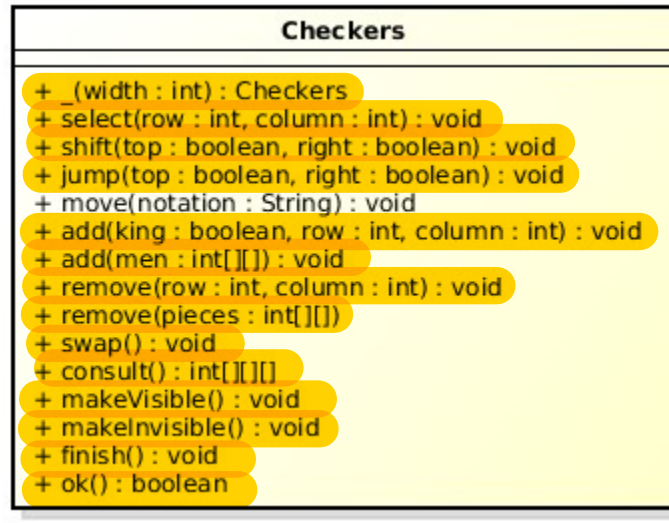 Checkers
+ _(width : int) : Checkers
+ select(row : int, column : int) : void
+ shift(top : boolean, right : boolean) : void
+ jump(top : boolean, right : boolean) : void
+ move(notation : String) : void
+ add(king : boolean, row : int, column : int) : void
+ add(men : int[][]) : void
+ remove(row : int, column : int) : void
+ remove(pieces : int[][])
+ swap() : void
+ consult() : int[][][]
+ makeVisible() : void
+ makeInvisible() : void
+ finish() : void
+ ok() : boolean